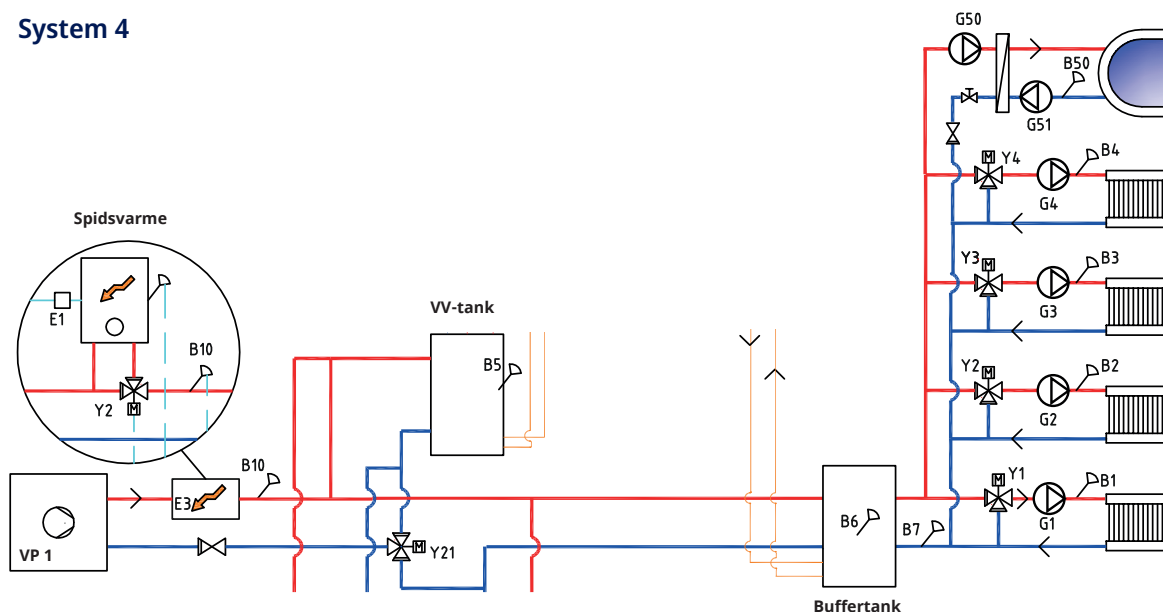 System 4
G50
B50
G51
Y4
B4
G4
Spidsvarme
Y3
B3
G3
E1
VV-tank
B10
B5
Y2
M
Y2
B2
G2
B10
E3
Y1
B1
B6
B7
G1
VP 1
M
Y21
M
M
M
M
Buffertank